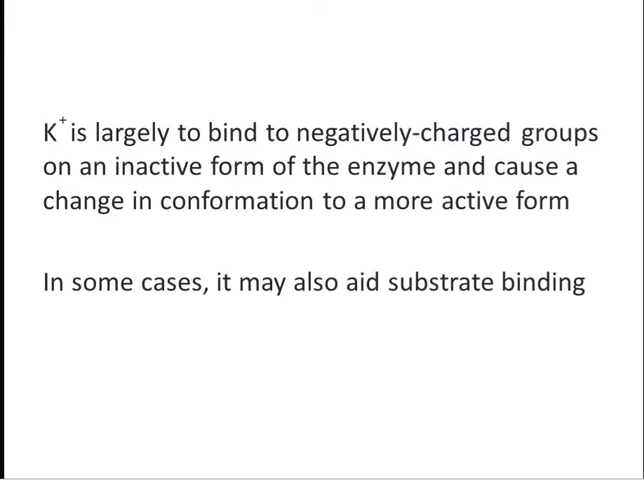 K⁺ is largely to bind to negatively-charged groups
on an inactive form of the enzyme and cause a
change in conformation to a more active form
In some cases, it may also aid substrate binding